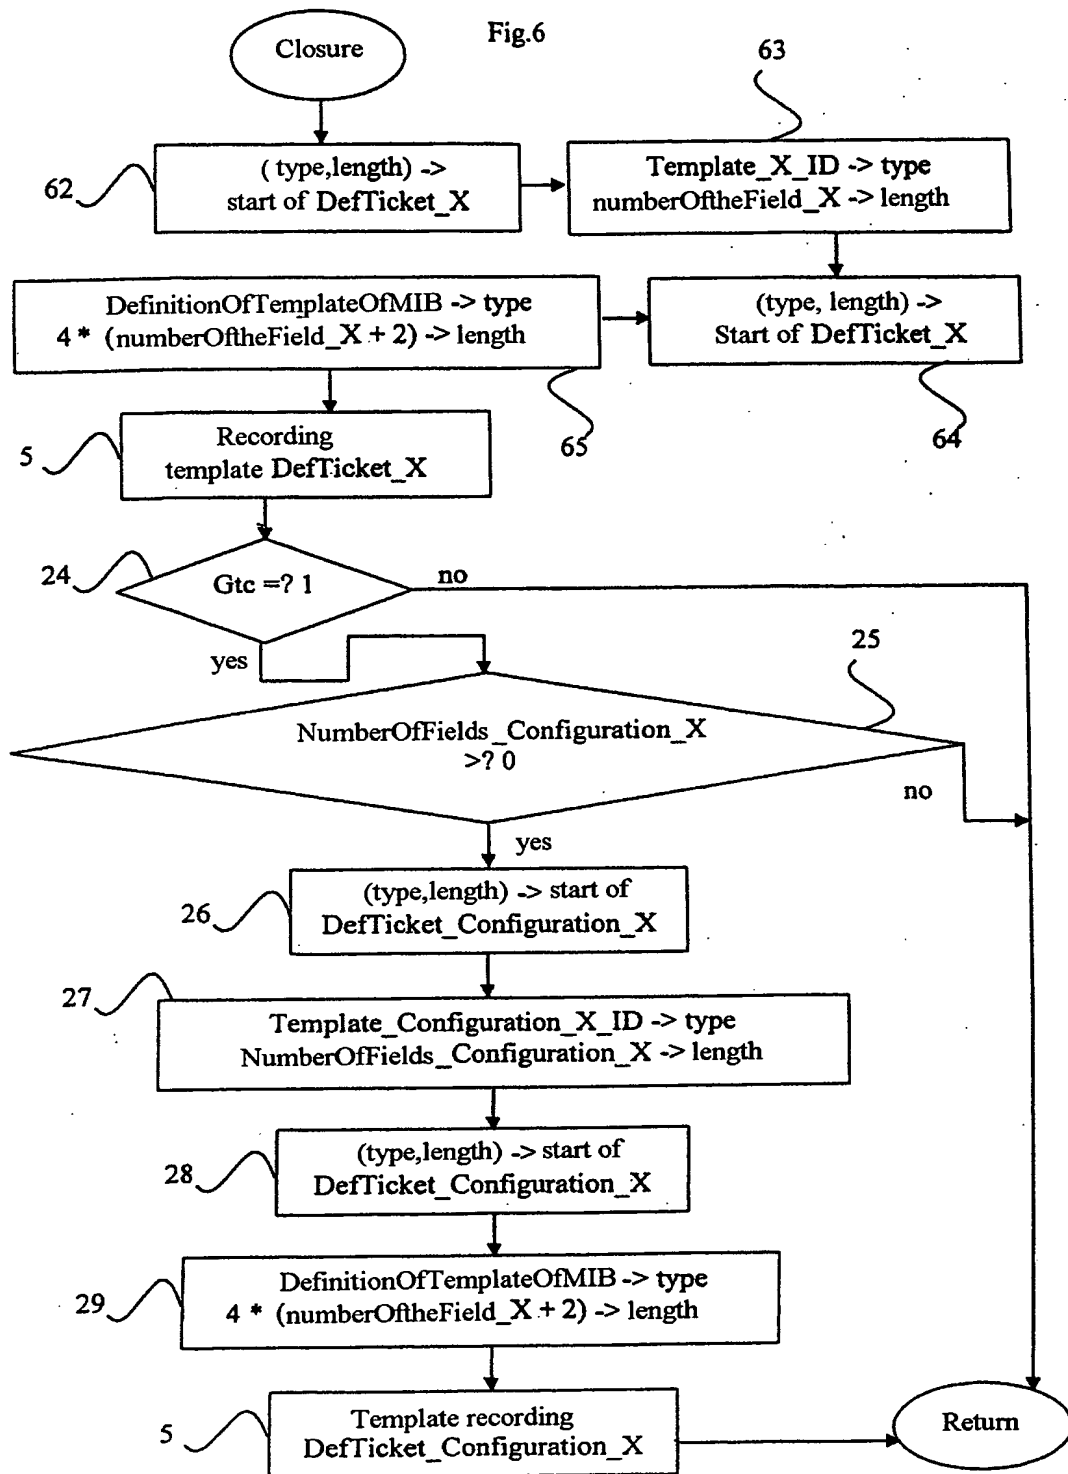 Fig.6
Closure
63
62
( type,length) ->
start of DefTicket_X
Template_X_ID -> type
numberOftheField_X -> length
DefinitionOfTemplateOfMIB -> type
4 * (numberOftheField_X + 2) -> length
(type, length) ->
Start of DefTicket_X
65
64
5
Recording
template DefTicket_X
24
Gtc =? 1
no
yes
25
NumberOfFields_Configuration_X
>? 0
no
yes
26
(type,length) -> start of
DefTicket_Configuration_X
27
Template_Configuration_X_ID -> type
NumberOfFields_Configuration_X -> length
28
(type,length) -> start of
DefTicket_Configuration_X
29
DefinitionOfTemplateOfMIB -> type
4 * (numberOftheField_X + 2) -> length
5
Template recording
DefTicket_Configuration_X
Return